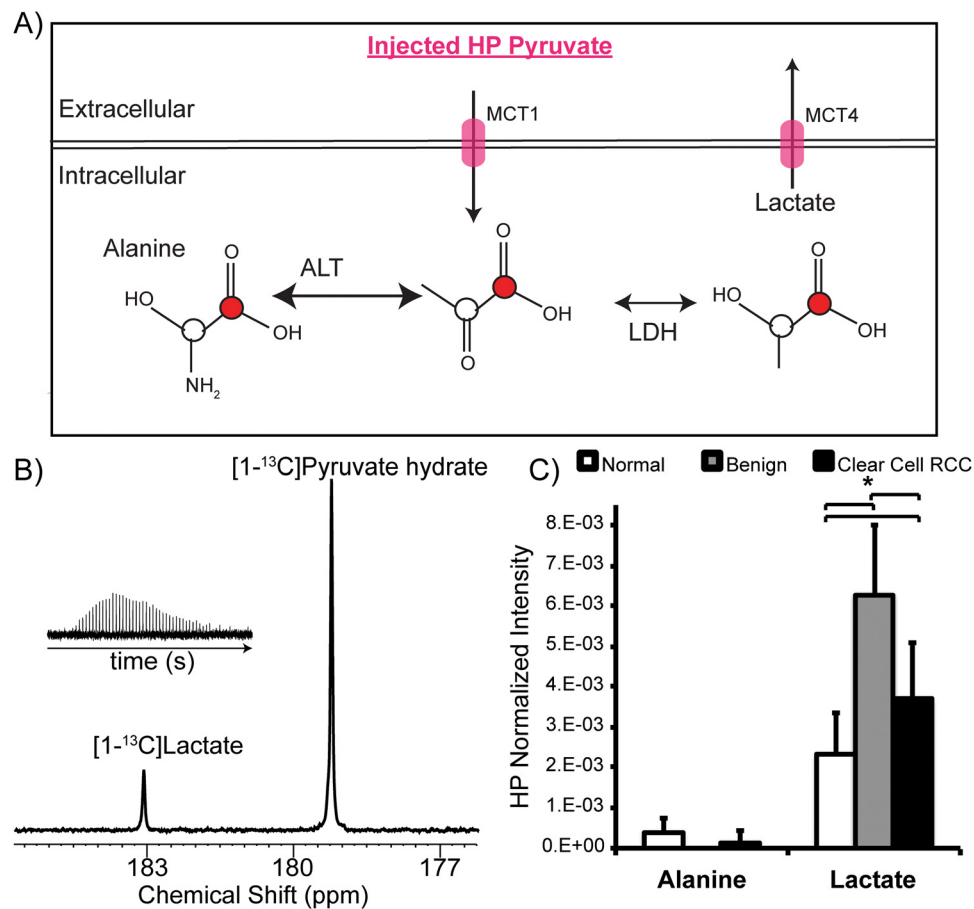 A)
Injected HP Pyruvate
Extracellular
MCT1
MCT4
Intracellular
Lactate
Alanine
O
HO
OH
NH₂
ALT
O
OH
O
LDH
O
HO
OH
B)
[1-¹³C]Pyruvate hydrate
time (s)
[1-¹³C]Lactate
183
180
177
Chemical Shift (ppm)
C)
Normal
Benign
Clear Cell RCC
*
HP Normalized Intensity
8.E-03
7.E-03
6.E-03
5.E-03
4.E-03
3.E-03
2.E-03
1.E-03
0.E+00
Alanine
Lactate